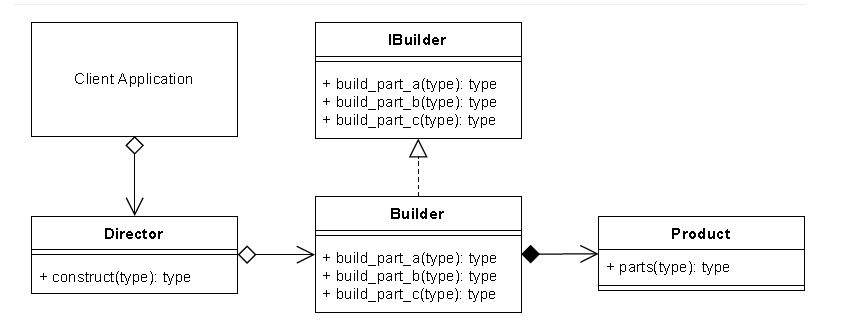 Client Application
IBuilder
+ build_part_a(type): type
+ build_part_b(type): type
+ build_part_c(type): type
Director
+ construct(type): type
Builder
+ build_part_a(type): type
+ build_part_b(type): type
+ build_part_c(type): type
Product
+ parts(type): type